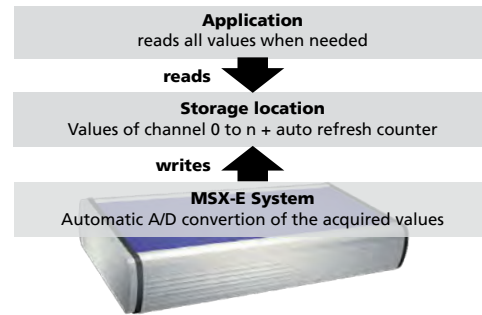 Application
reads all values when needed
reads
Storage location
Values of channel 0 to n + auto refresh counter
writes
MSX-E System
Automatic A/D convertion of the acquired values